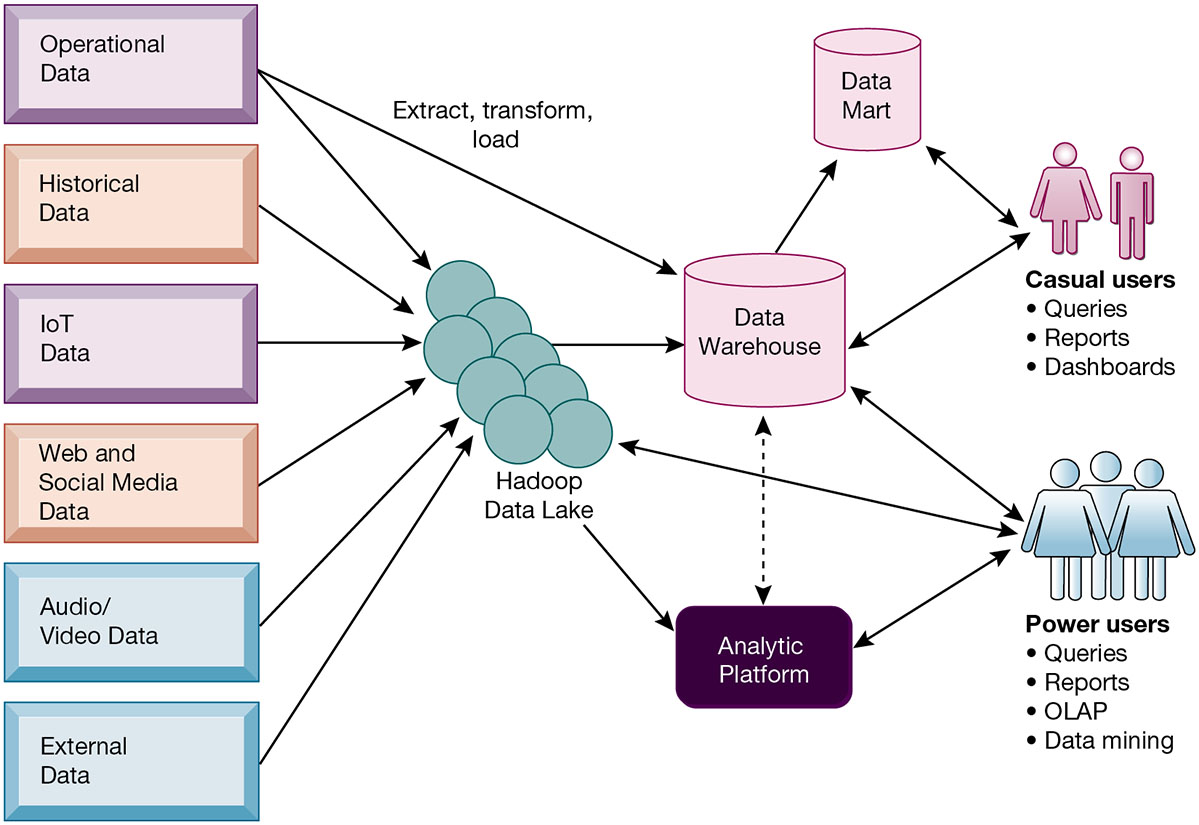 Operational
Data
Historical
Data
IoT
Data
Web and
Social Media
Data
Audio/
Video Data
External
Data
Extract, transform,
load
Hadoop
Data Lake
Data
Mart
Data
Warehouse
Analytic
Platform
Casual users
• Queries
• Reports
• Dashboards
Power users
• Queries
• Reports
• OLAP
• Data mining